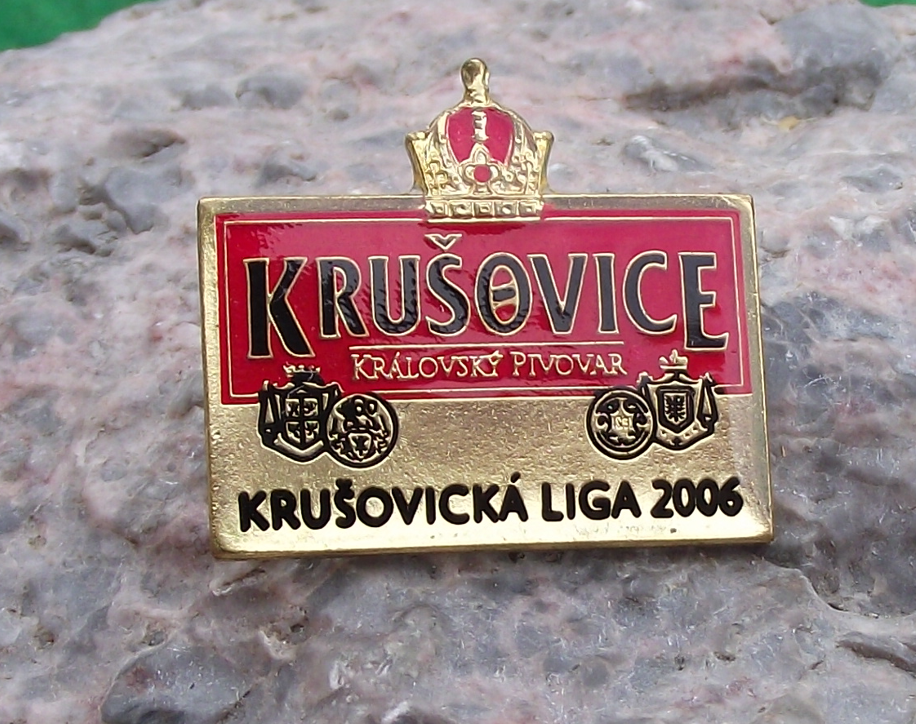 KRUŠOVICE
KRÁLOVSKÝ PIVOVAR
KRUŠOVICKÁ LIGA 2006